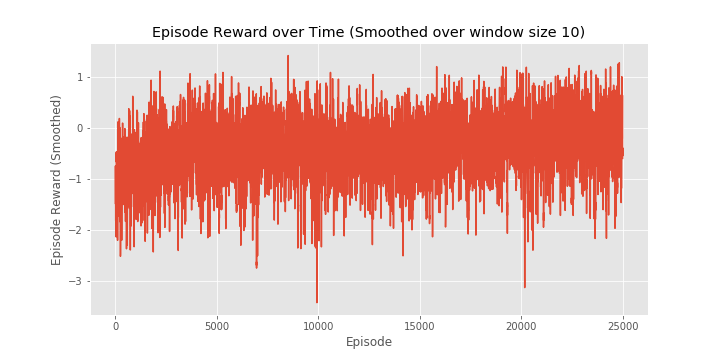 Episode Reward over Time (Smoothed over window size 10)
Episode Reward (Smoothed)
1
0
−1
−2
−3
0 5000 10000 15000 20000 25000
Episode